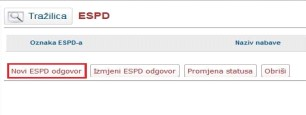 Tražilica ESPD
Oznaka ESPD-a Naziv nabave
Novi ESPD odgovor Izmjeni ESPD odgovor Promjena statusa Obriši